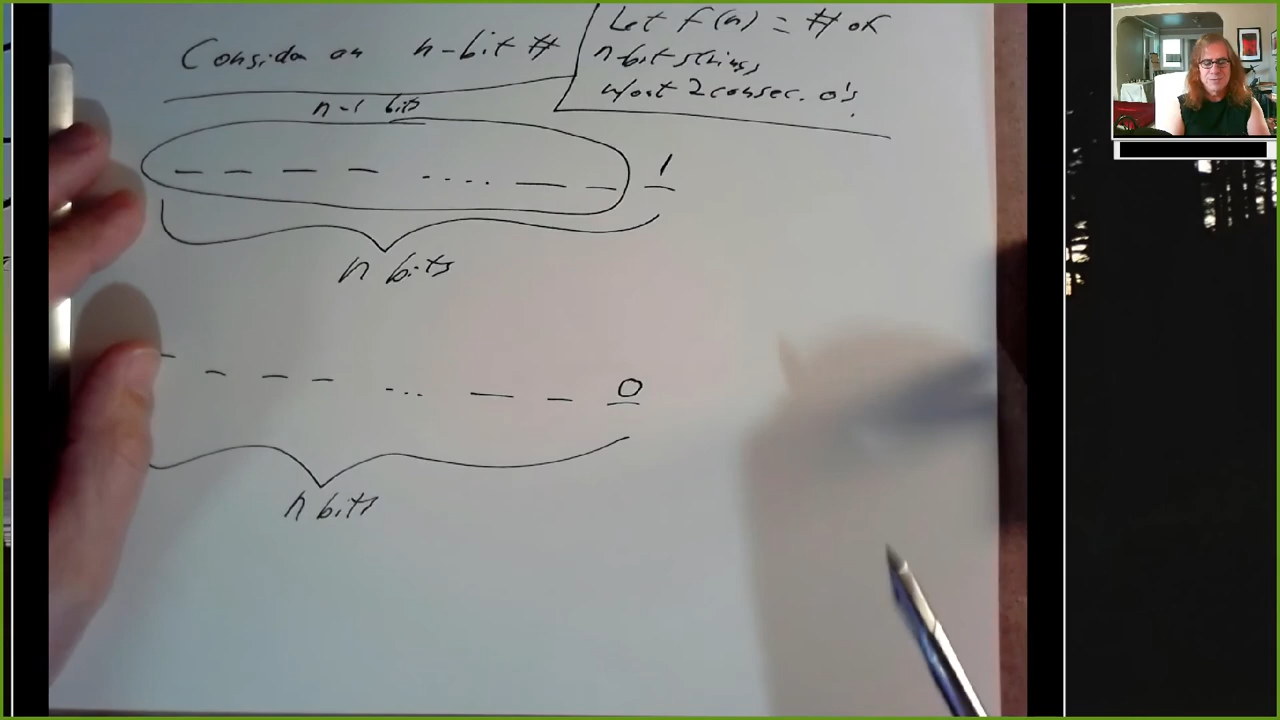 Consider an n-bit #
Let F(n) = # of
n-bit strings
w/out 2 consec. 0's.
n-1 bits
1
n bits
0
n bits